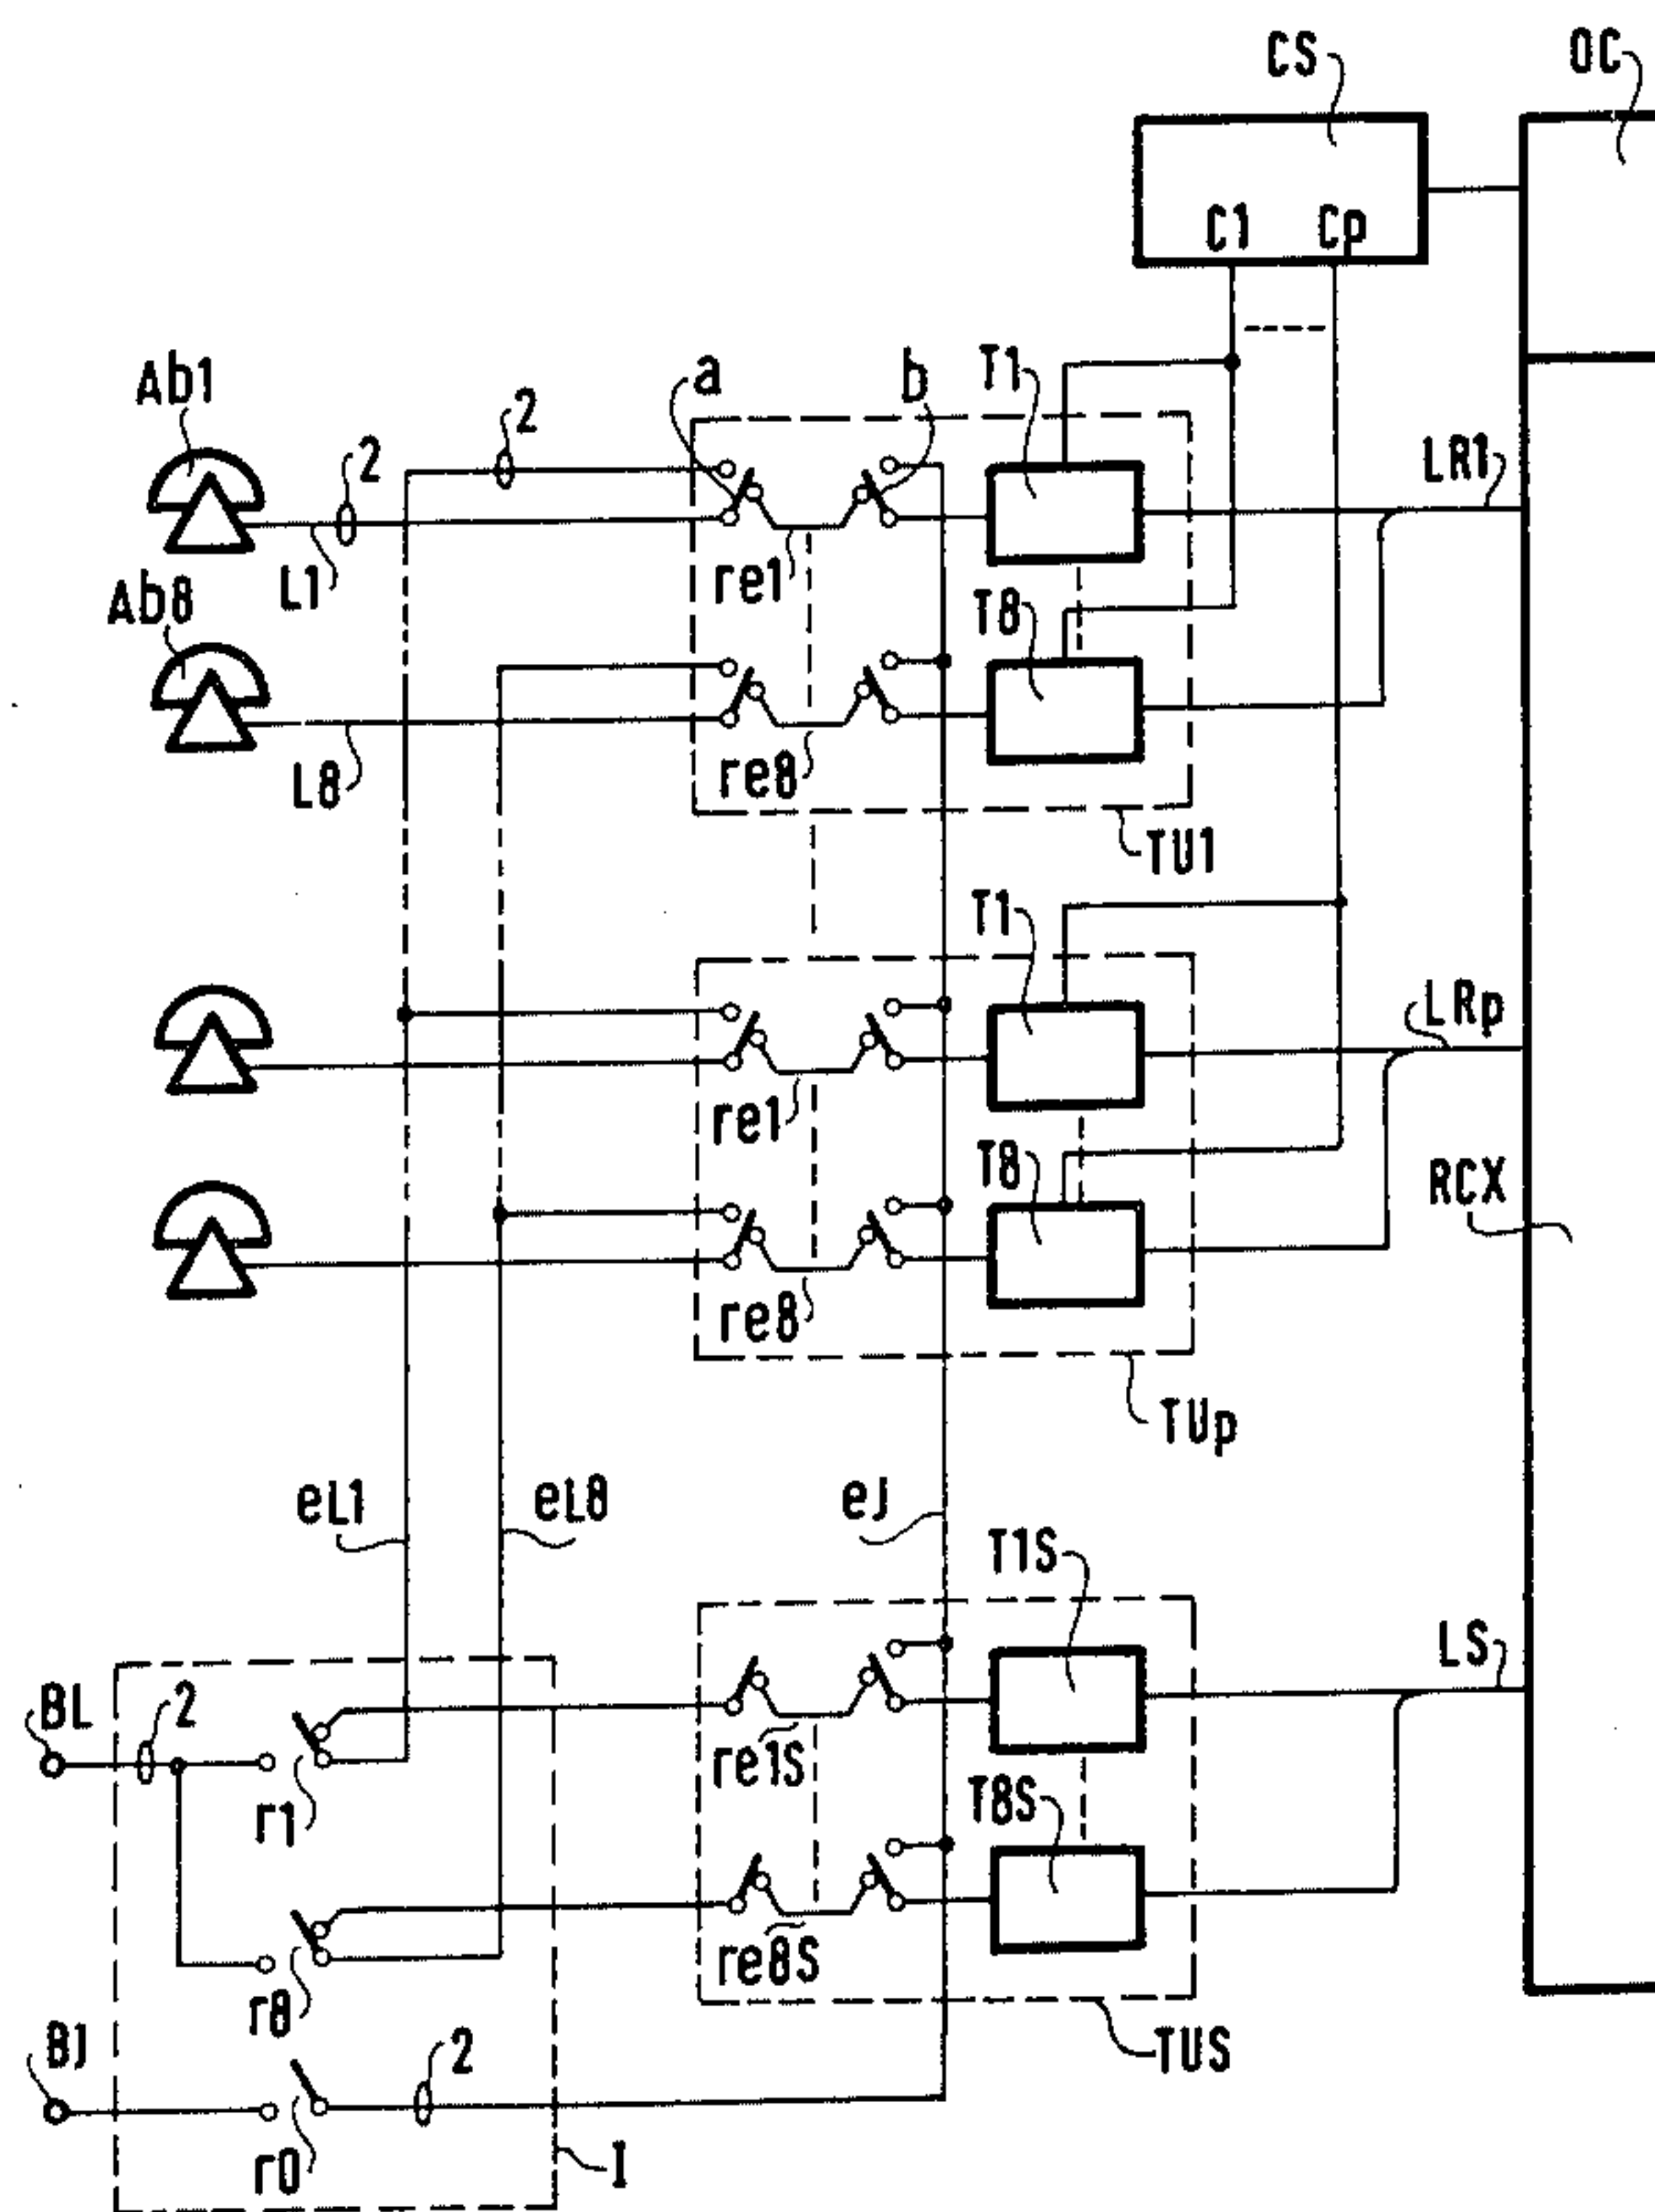 CS
OC
C1
Cp
Ab1
2
2
a
b
T1
LR1
L1
re1
Ab8
T8
L8
re8
TU1
T1
LRp
re1
T8
RCX
re8
TUp
eL1
eL8
eJ
T1S
LS
BL
2
re1S
r1
T8S
re8S
r8
TUS
BJ
2
r0
I